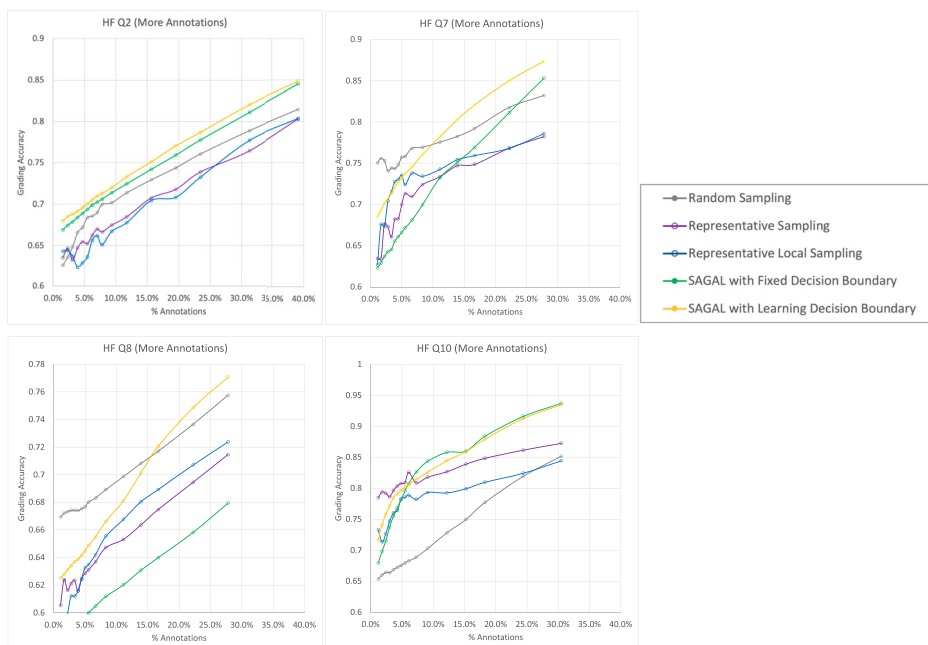 HF Q2 (More Annotations)
0.9
0.85
0.8
0.75
0.7
0.65
0.6
Grading Accuracy
0.0% 5.0% 10.0% 15.0% 20.0% 25.0% 30.0% 35.0% 40.0%
% Annotations
HF Q7 (More Annotations)
0.9
0.85
0.8
0.75
0.7
0.65
0.6
Grading Accuracy
0.0% 5.0% 10.0% 15.0% 20.0% 25.0% 30.0% 35.0% 40.0%
% Annotations
Random Sampling
Representative Sampling
Representative Local Sampling
SAGAL with Fixed Decision Boundary
SAGAL with Learning Decision Boundary
HF Q8 (More Annotations)
0.78
0.76
0.74
0.72
0.7
0.68
0.66
0.64
0.62
0.6
Grading Accuracy
0.0% 5.0% 10.0% 15.0% 20.0% 25.0% 30.0% 35.0% 40.0%
% Annotations
HF Q10 (More Annotations)
1
0.95
0.9
0.85
0.8
0.75
0.7
0.65
0.6
Grading Accuracy
0.0% 5.0% 10.0% 15.0% 20.0% 25.0% 30.0% 35.0% 40.0%
% Annotations